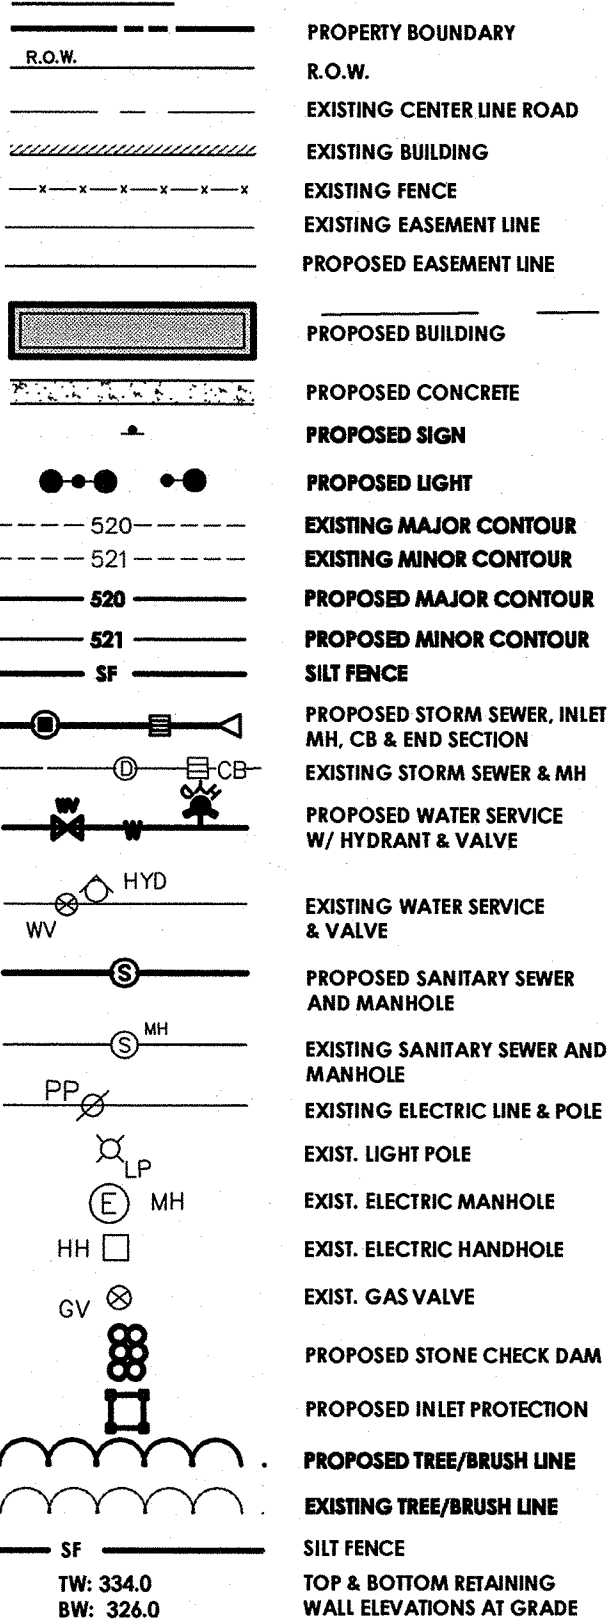 PROPERTY BOUNDARY
R.O.W. R.O.W.
EXISTING CENTER LINE ROAD
EXISTING BUILDING
x x x x x x EXISTING FENCE
EXISTING EASEMENT LINE
PROPOSED EASEMENT LINE
PROPOSED BUILDING
PROPOSED CONCRETE
PROPOSED SIGN
PROPOSED LIGHT
520 EXISTING MAJOR CONTOUR
521 EXISTING MINOR CONTOUR
520 PROPOSED MAJOR CONTOUR
521 PROPOSED MINOR CONTOUR
SF SILT FENCE
PROPOSED STORM SEWER, INLET
MH, CB & END SECTION
D CB EXISTING STORM SEWER & MH
WV PROPOSED WATER SERVICE
W W/ HYDRANT & VALVE
HYD
WV EXISTING WATER SERVICE
& VALVE
S PROPOSED SANITARY SEWER
AND MANHOLE
S MH EXISTING SANITARY SEWER AND
MANHOLE
PP EXISTING ELECTRIC LINE & POLE
LP EXIST. LIGHT POLE
E MH EXIST. ELECTRIC MANHOLE
HH EXIST. ELECTRIC HANDHOLE
GV EXIST. GAS VALVE
PROPOSED STONE CHECK DAM
PROPOSED INLET PROTECTION
PROPOSED TREE/BRUSH LINE
EXISTING TREE/BRUSH LINE
SF SILT FENCE
TW: 334.0 TOP & BOTTOM RETAINING
BW: 326.0 WALL ELEVATIONS AT GRADE